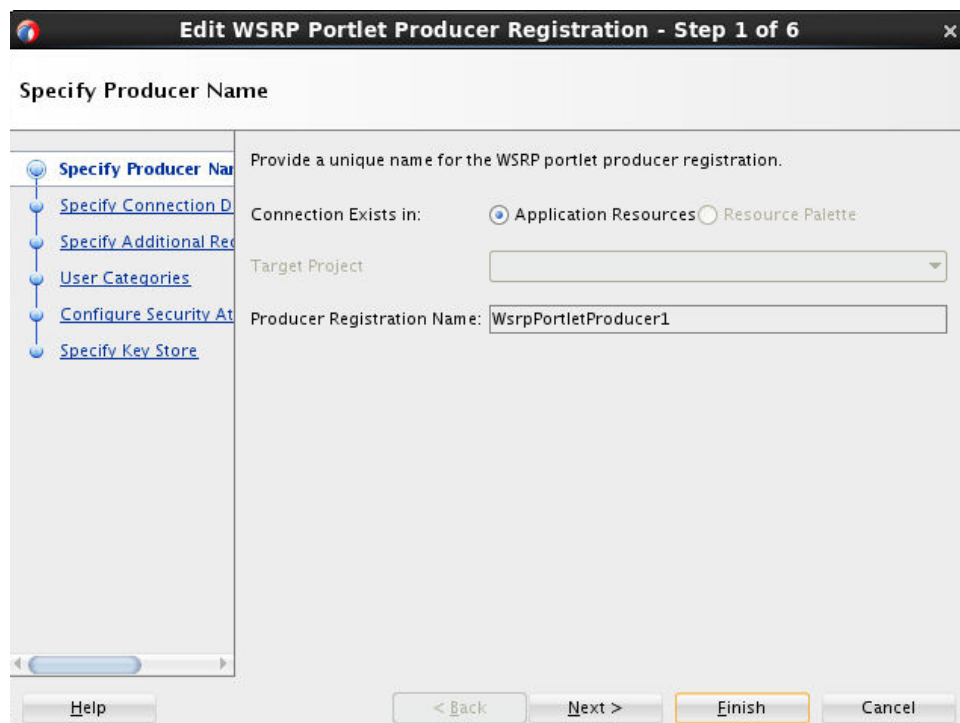 Edit WSRP Portlet Producer Registration - Step 1 of 6
Specify Producer Name
Specify Producer Nar
Specify Connection D
Specify Additional Rec
User Categories
Configure Security At
Specify Key Store
Provide a unique name for the WSRP portlet producer registration.
Connection Exists in: Application Resources Resource Palette
Target Project
Producer Registration Name: WsrpPortletProducer1
Help < Back Next > Finish Cancel